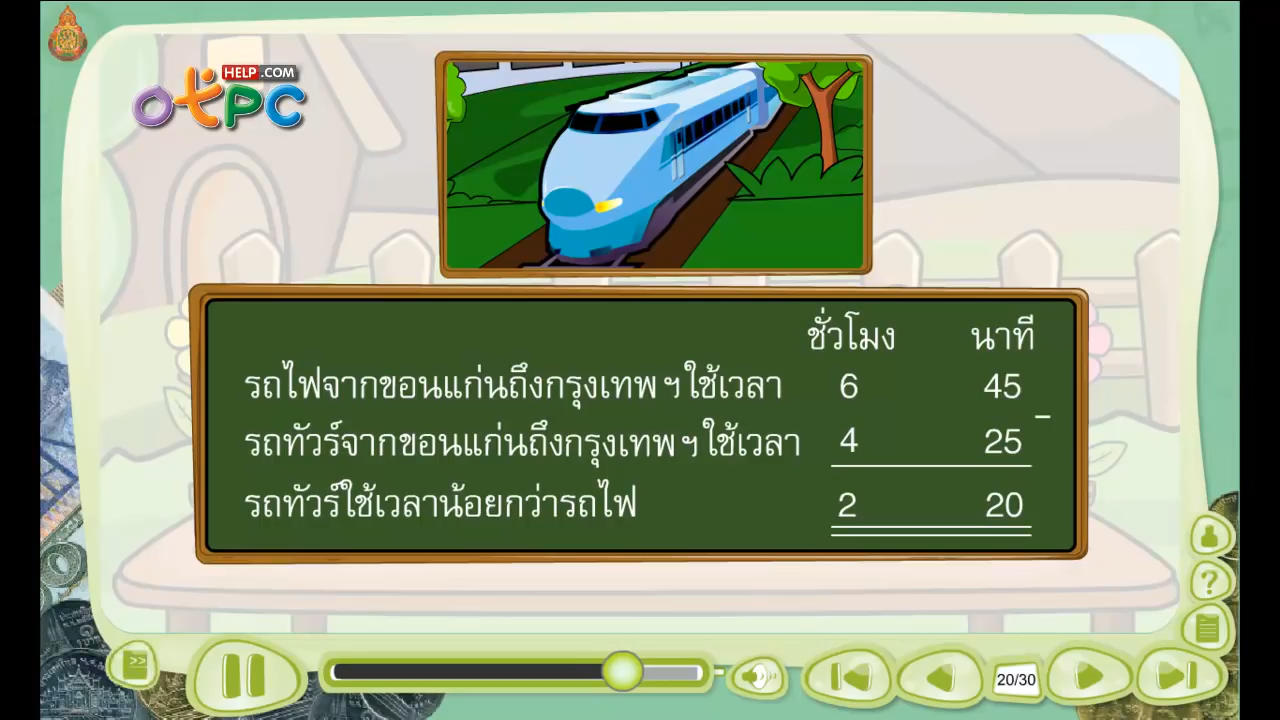 OTPC
HELP.COM
ชั่วโมง นาที
รถไฟจากขอนแก่นถึงกรุงเทพ ฯ ใช้เวลา 6 45
-
รถทัวร์จากขอนแก่นถึงกรุงเทพ ฯ ใช้เวลา 4 25
รถทัวร์ใช้เวลาน้อยกว่ารถไฟ 2 20
>>
?
20/30